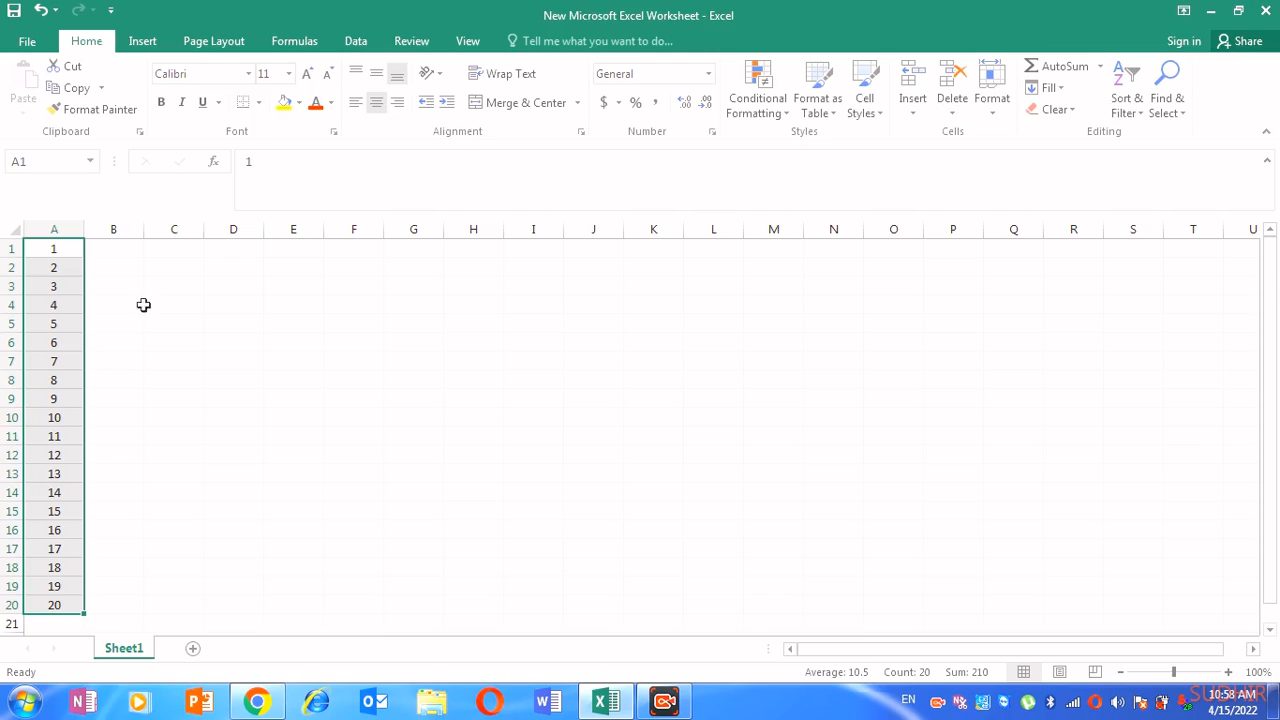 New Microsoft Excel Worksheet - Excel
File Home Insert Page Layout Formulas Data Review View Tell me what you want to do... Sign in Share
Paste Cut Copy Format Painter
Calibri 11
B I U A
Wrap Text
Merge & Center
General
$ % ,
Conditional Formatting Format as Table Cell Styles
Insert Delete Format
AutoSum Fill Clear
Sort & Filter Find & Select
Clipboard Font Alignment Number Styles Cells Editing
A1 fx 1
A B C D E F G H I J K L M N O P Q R S T U
1 1
2 2
3 3
4 4
5 5
6 6
7 7
8 8
9 9
10 10
11 11
12 12
13 13
14 14
15 15
16 16
17 17
18 18
19 19
20 20
21
Sheet1
Ready Average: 10.5 Count: 20 Sum: 210 100%
EN 10:58 AM
4/15/2022